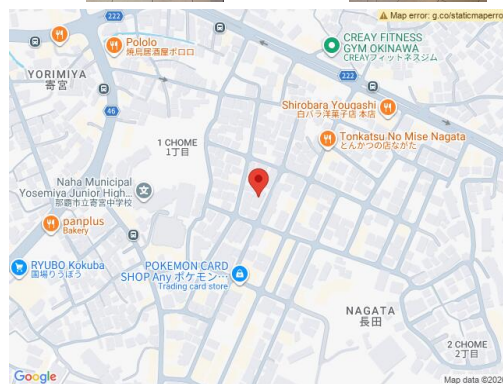 Map error: g.co/staticmaperro
222
Pololo
焼鳥居酒屋ポロロ
CREAY FITNESS
GYM OKINAWA
CREAYフィットネスジム
YORIMIYA
寄宮
222
46
Shirobara Yougashi
白バラ洋菓子店 本店
Tonkatsu No Mise Nagata
とんかつの店ながた
1 CHOME
1丁目
Naha Municipal
Yosemiya Junior High...
那覇市立寄宮中学校
panplus
Bakery
RYUBO Kokuba
国場りうぼう
POKEMON CARD
SHOP Any ポケモン…
Trading card store
NAGATA
長田
2 CHOME
2丁目
Google
Map data ©202